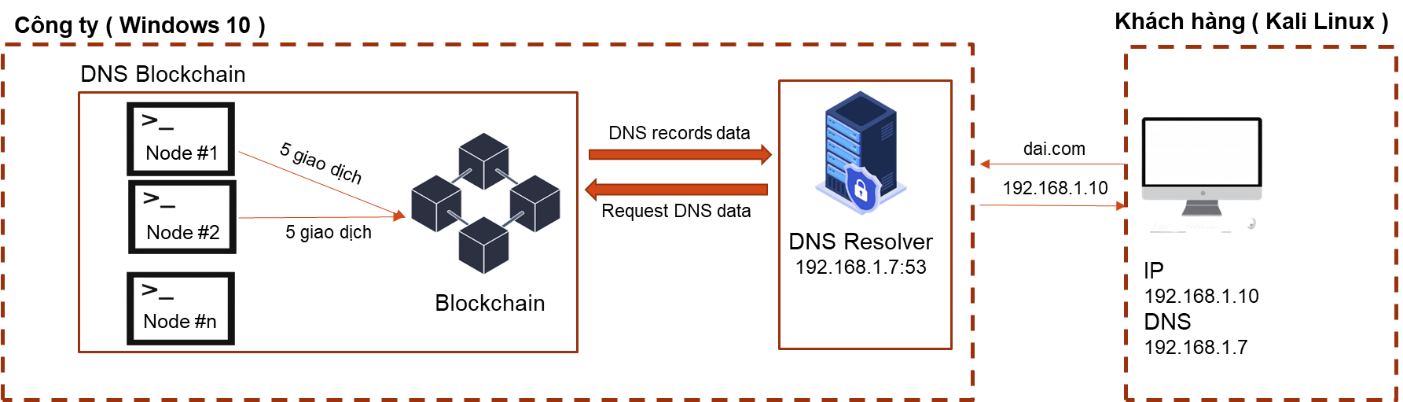 Công ty ( Windows 10 )
Khách hàng ( Kali Linux )
DNS Blockchain
>_
Node #1
>_
Node #2
>_
Node #n
5 giao dịch
5 giao dịch
Blockchain
DNS records data
Request DNS data
DNS Resolver
192.168.1.7:53
dai.com
192.168.1.10
IP
192.168.1.10
DNS
192.168.1.7